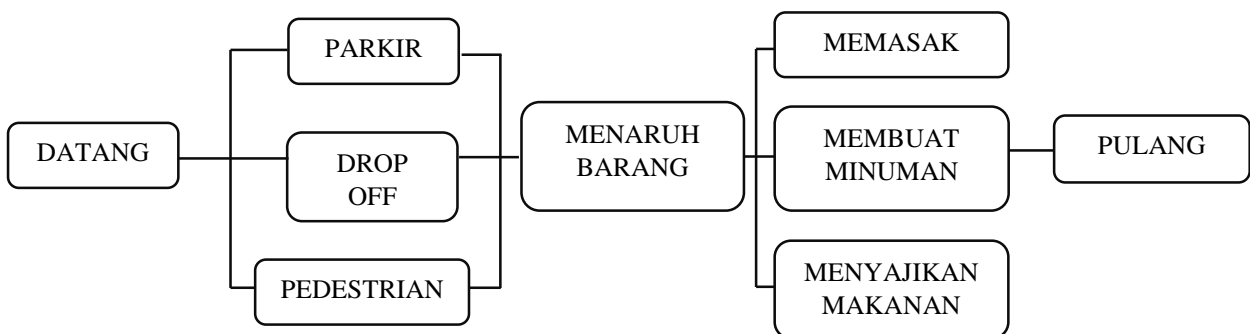 DATANG
PARKIR
DROP
OFF
PEDESTRIAN
MENARUH
BARANG
MEMASAK
MEMBUAT
MINUMAN
MENYAJIKAN
MAKANAN
PULANG